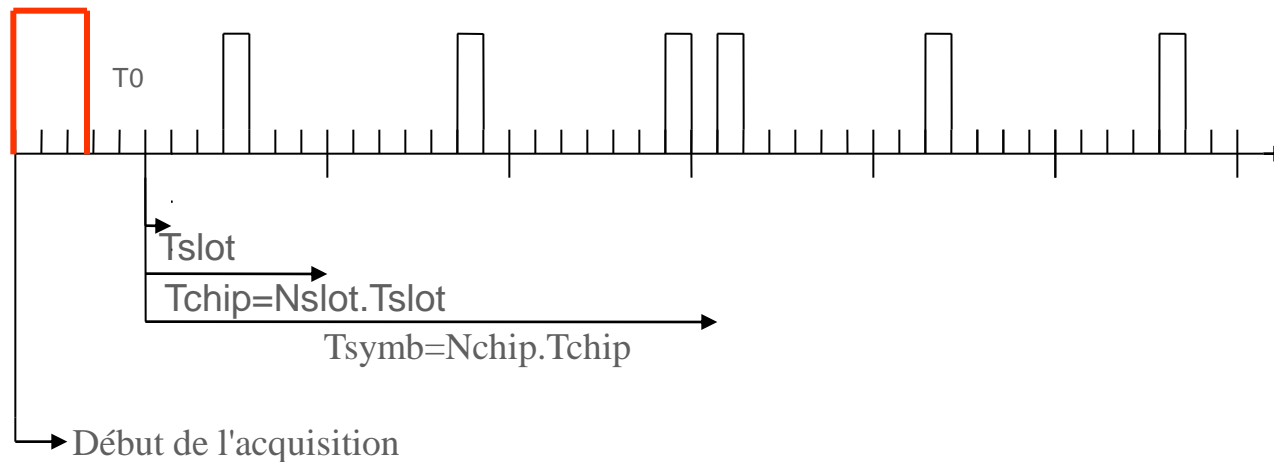 T0
Tslot
Tchip=Nslot.Tslot
Tsymb=Nchip.Tchip
Début de l'acquisition